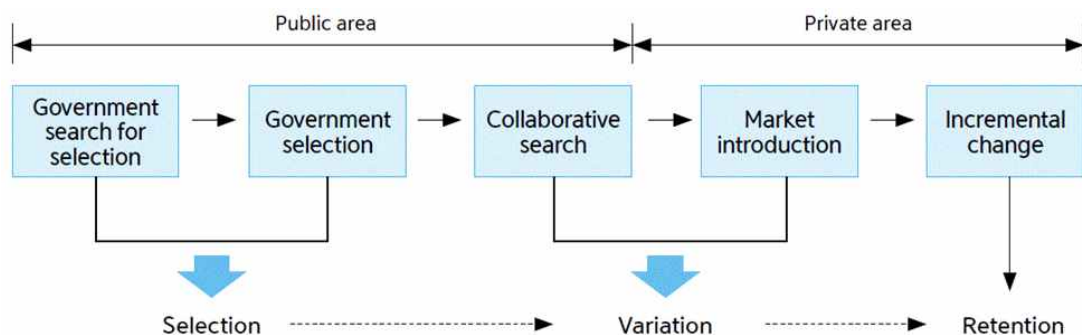 Public area
Private area
Government
search for
selection
Government
selection
Collaborative
search
Market
introduction
Incremental
change
Selection
Variation
Retention